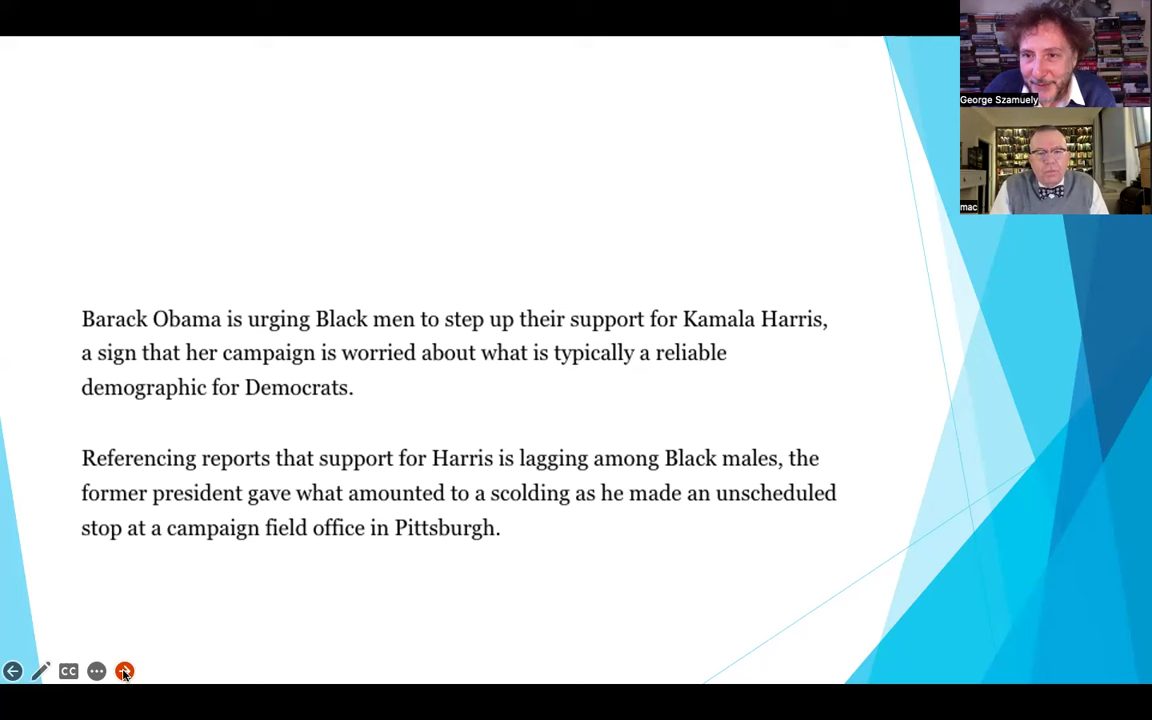 George Szamuely
mac
Barack Obama is urging Black men to step up their support for Kamala Harris,
a sign that her campaign is worried about what is typically a reliable
demographic for Democrats.
Referencing reports that support for Harris is lagging among Black males, the
former president gave what amounted to a scolding as he made an unscheduled
stop at a campaign field office in Pittsburgh.
CC